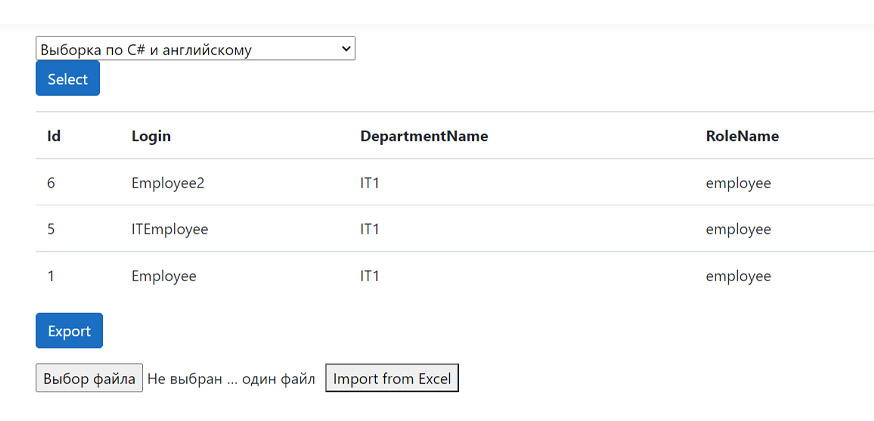 Выборка по C# и английскому
Select
Id Login DepartmentName RoleName
6 Employee2 IT1 employee
5 ITEmployee IT1 employee
1 Employee IT1 employee
Export
Выбор файла Не выбран ... один файл Import from Excel